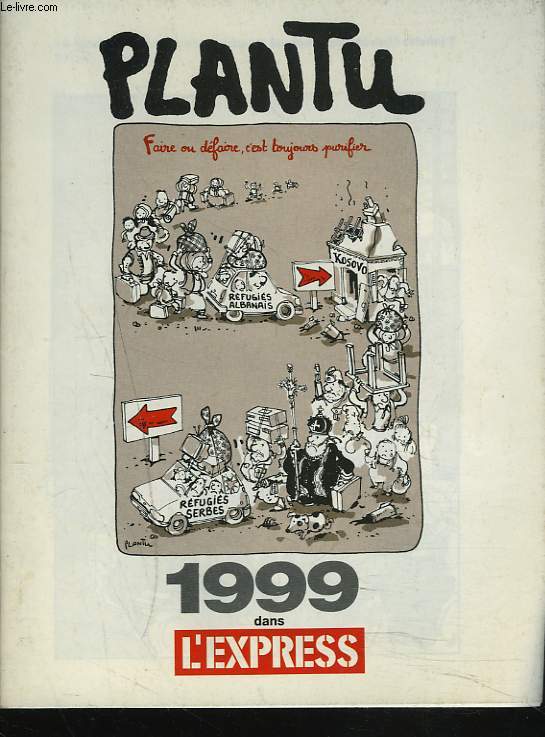 Le-livre.com
PLANTU
Faire ou défaire, c'est toujours purifier
KOSOVO
RÉFUGIÉS
ALBANAIS
RÉFUGIÉS
SERBES
PLANTU
1999
dans
L'EXPRESS